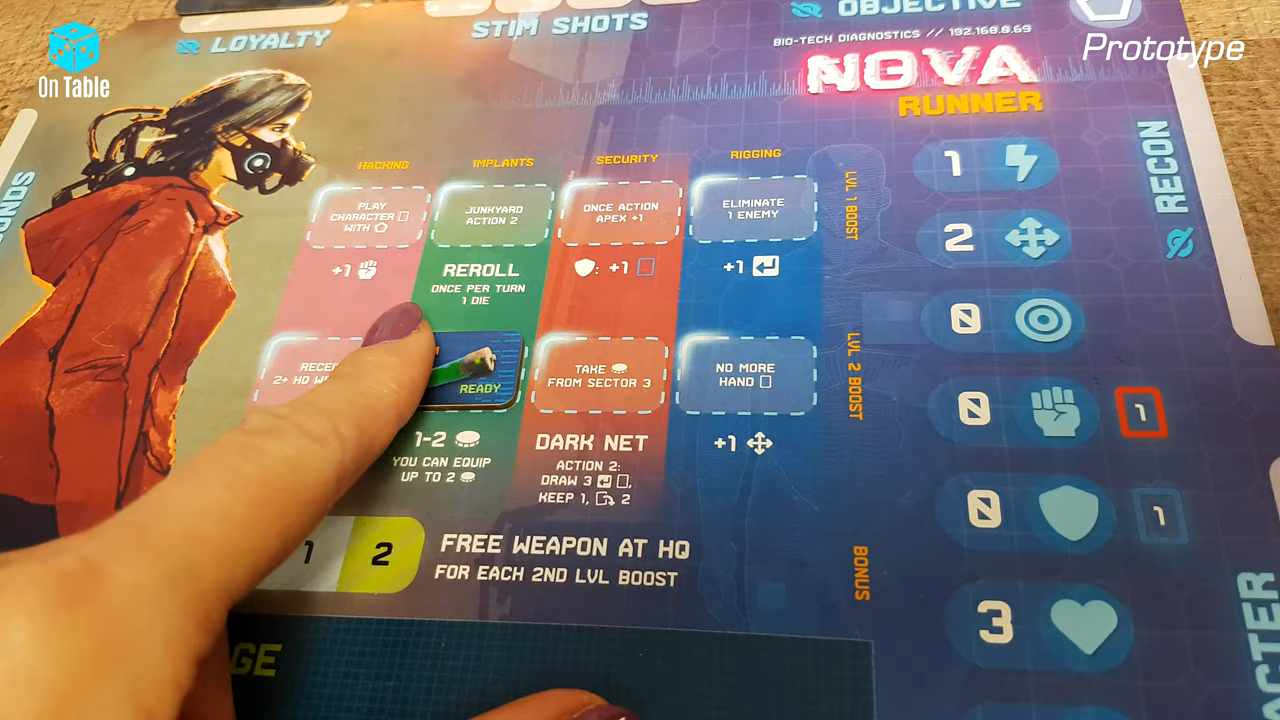 On Table
Prototype
LOYALTY
STIM SHOTS
OBJECTIVE
BIO-TECH DIAGNOSTICS // 192.168.0.69
NOVA
RUNNER
RECON
HACKING
IMPLANTS
SECURITY
RIGGING
PLAY
CHARACTER
WITH
JUNKYARD
ACTION 2
ONCE ACTION
APEX +1
ELIMINATE
1 ENEMY
LVL 1 BOOST
+1
REROLL
ONCE PER TURN
1 DIE
: +1
+1
2+ HQ
READY
TAKE
FROM SECTOR 3
NO MORE
HAND
LVL 2 BOOST
1-2
YOU CAN EQUIP
UP TO 2
DARK NET
ACTION 2:
DRAW 3
KEEP 1, 2
+1
1
2
FREE WEAPON AT HQ
FOR EACH 2ND LVL BOOST
BONUS
1
2
0
0
1
0
1
3